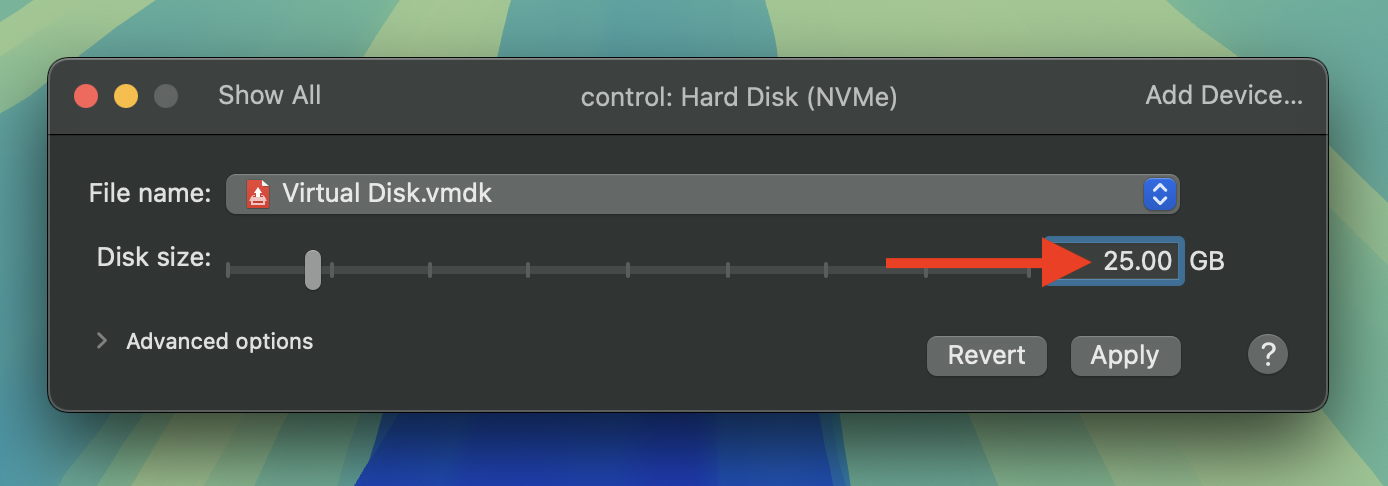 Show All control: Hard Disk (NVMe) Add Device...
File name: Virtual Disk.vmdk
Disk size: 25.00 GB
Advanced options
Revert Apply ?